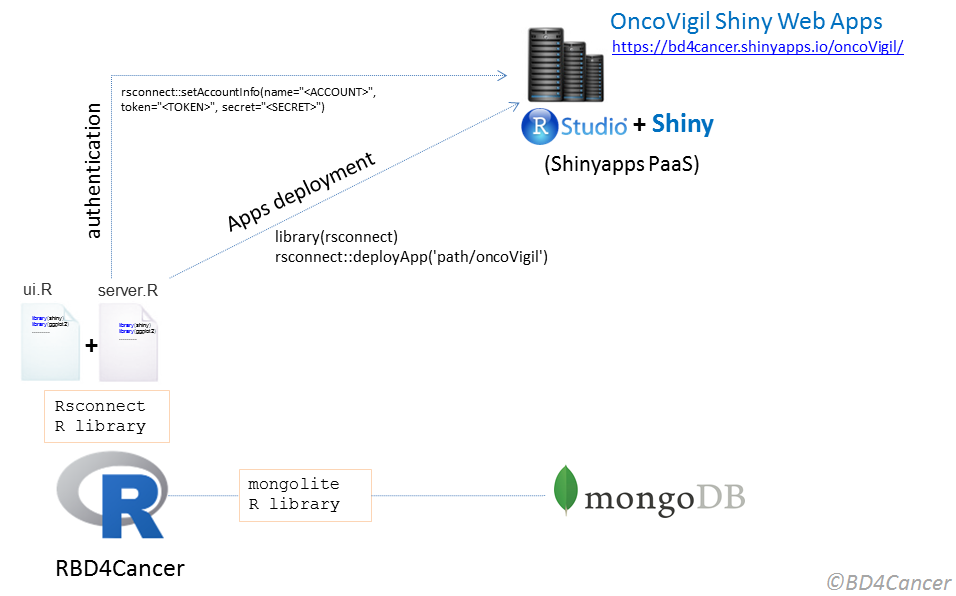 OncoVigil Shiny Web Apps
https://bd4cancer.shinyapps.io/oncoVigil/
rsconnect::setAccountInfo(name="<ACCOUNT>",
token="<TOKEN>", secret="<SECRET>")
authentication
R Studio + Shiny
(Shinyapps PaaS)
Apps deployment
library(rsconnect)
rsconnect::deployApp('path/oncoVigil')
ui.R
server.R
library(shiny)
library(ggplot2)
library(shiny)
library(ggplot2)
+
Rsconnect
R library
R
mongolite
R library
mongoDB
RBD4Cancer
©BD4Cancer